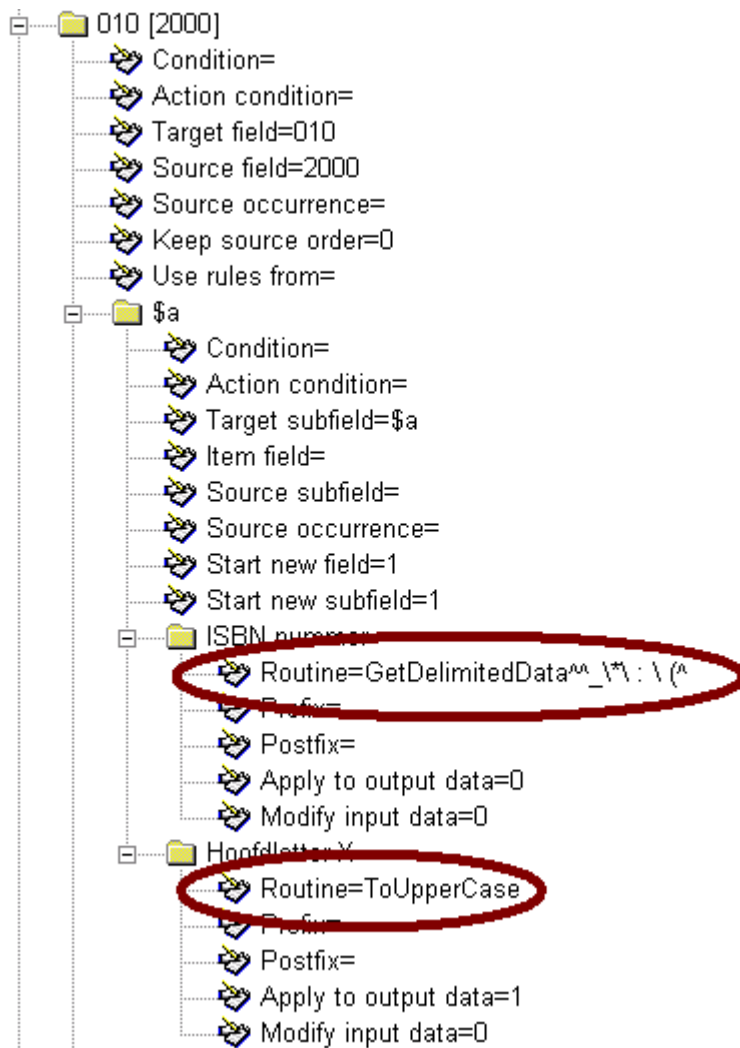 010 [2000]
Condition=
Action condition=
Target field=010
Source field=2000
Source occurrence=
Keep source order=0
Use rules from=
$a
Condition=
Action condition=
Target subfield=$a
Item field=
Source subfield=
Source occurrence=
Start new field=1
Start new subfield=1
ISBN nummer
Routine=GetDelimitedData^^_\*\ : \ (^
Prefix=
Postfix=
Apply to output data=0
Modify input data=0
Hoofdletter X
Routine=ToUpperCase
Prefix=
Postfix=
Apply to output data=1
Modify input data=0